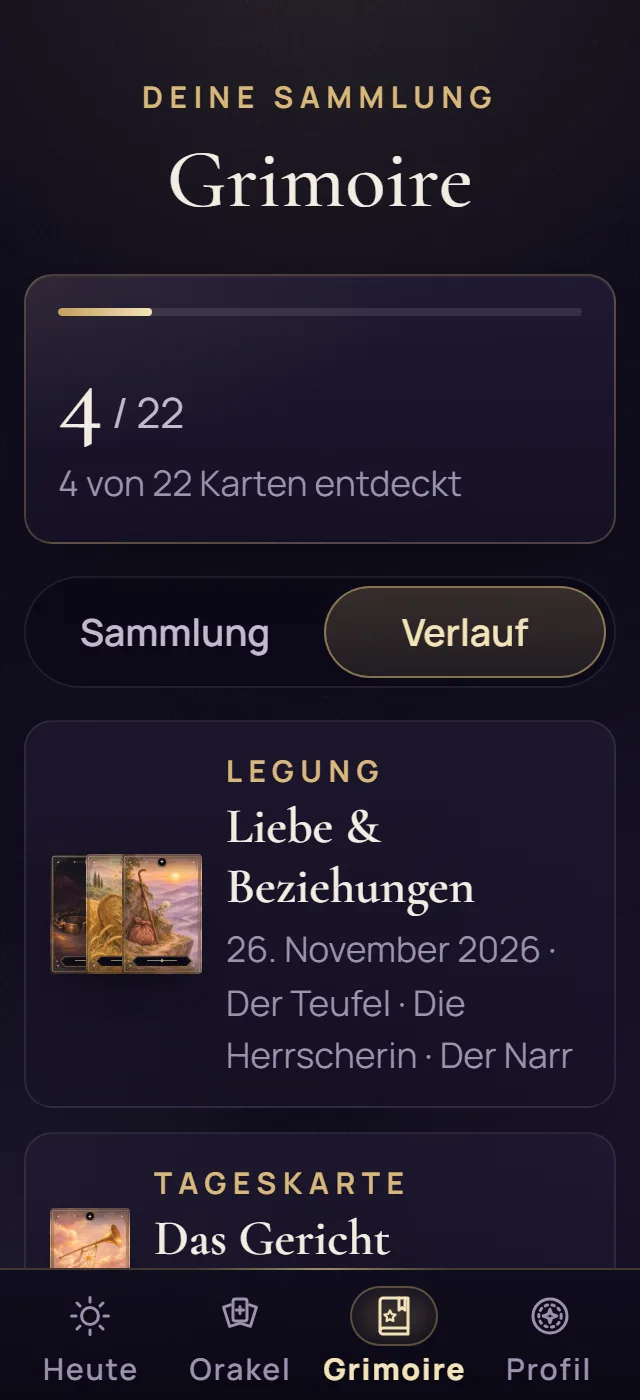 DEINE SAMMLUNG
Grimoire
4 / 22
4 von 22 Karten entdeckt
Sammlung
Verlauf
LEGUNG
Liebe &
Beziehungen
26. November 2026 ·
Der Teufel · Die
Herrscherin · Der Narr
TAGESKARTE
Das Gericht
Heute
Orakel
Grimoire
Profil